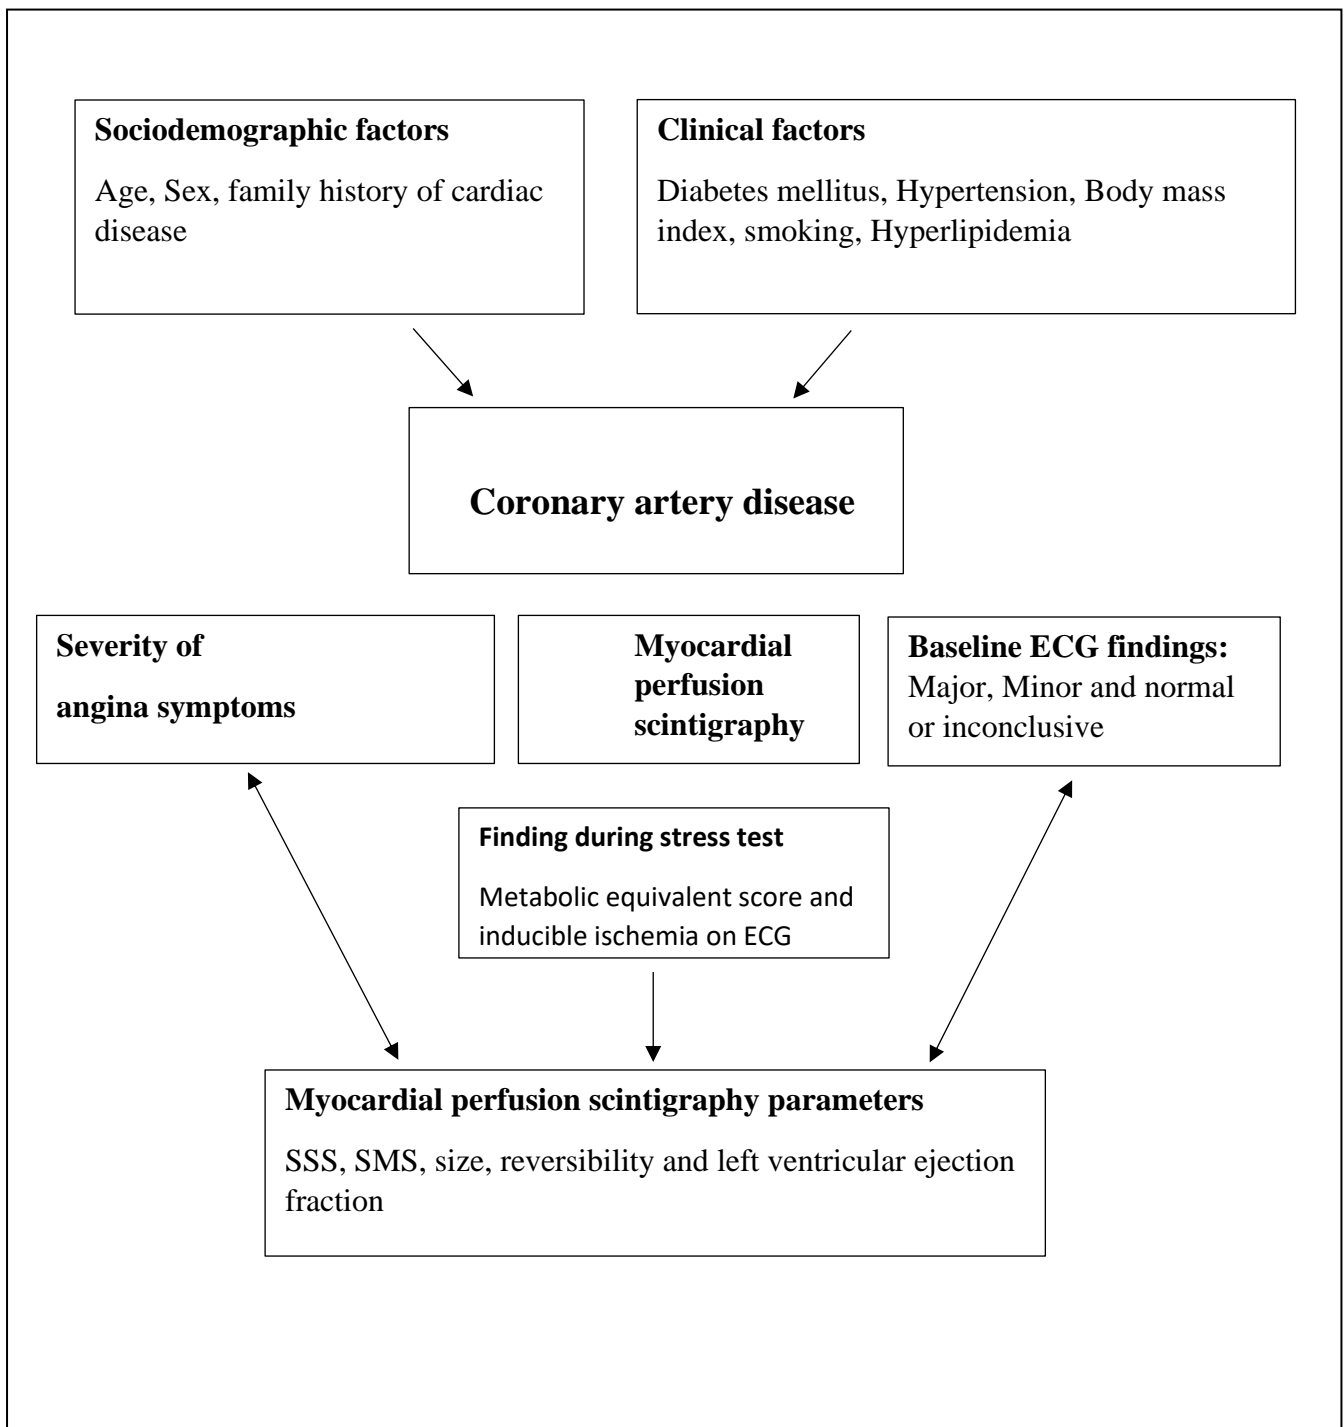 Sociodemographic factors
Age, Sex, family history of cardiac
disease
Clinical factors
Diabetes mellitus, Hypertension, Body mass
index, smoking, Hyperlipidemia
Coronary artery disease
Severity of
angina symptoms
Myocardial
perfusion
scintigraphy
Baseline ECG findings:
Major, Minor and normal
or inconclusive
Finding during stress test
Metabolic equivalent score and
inducible ischemia on ECG
Myocardial perfusion scintigraphy parameters
SSS, SMS, size, reversibility and left ventricular ejection
fraction